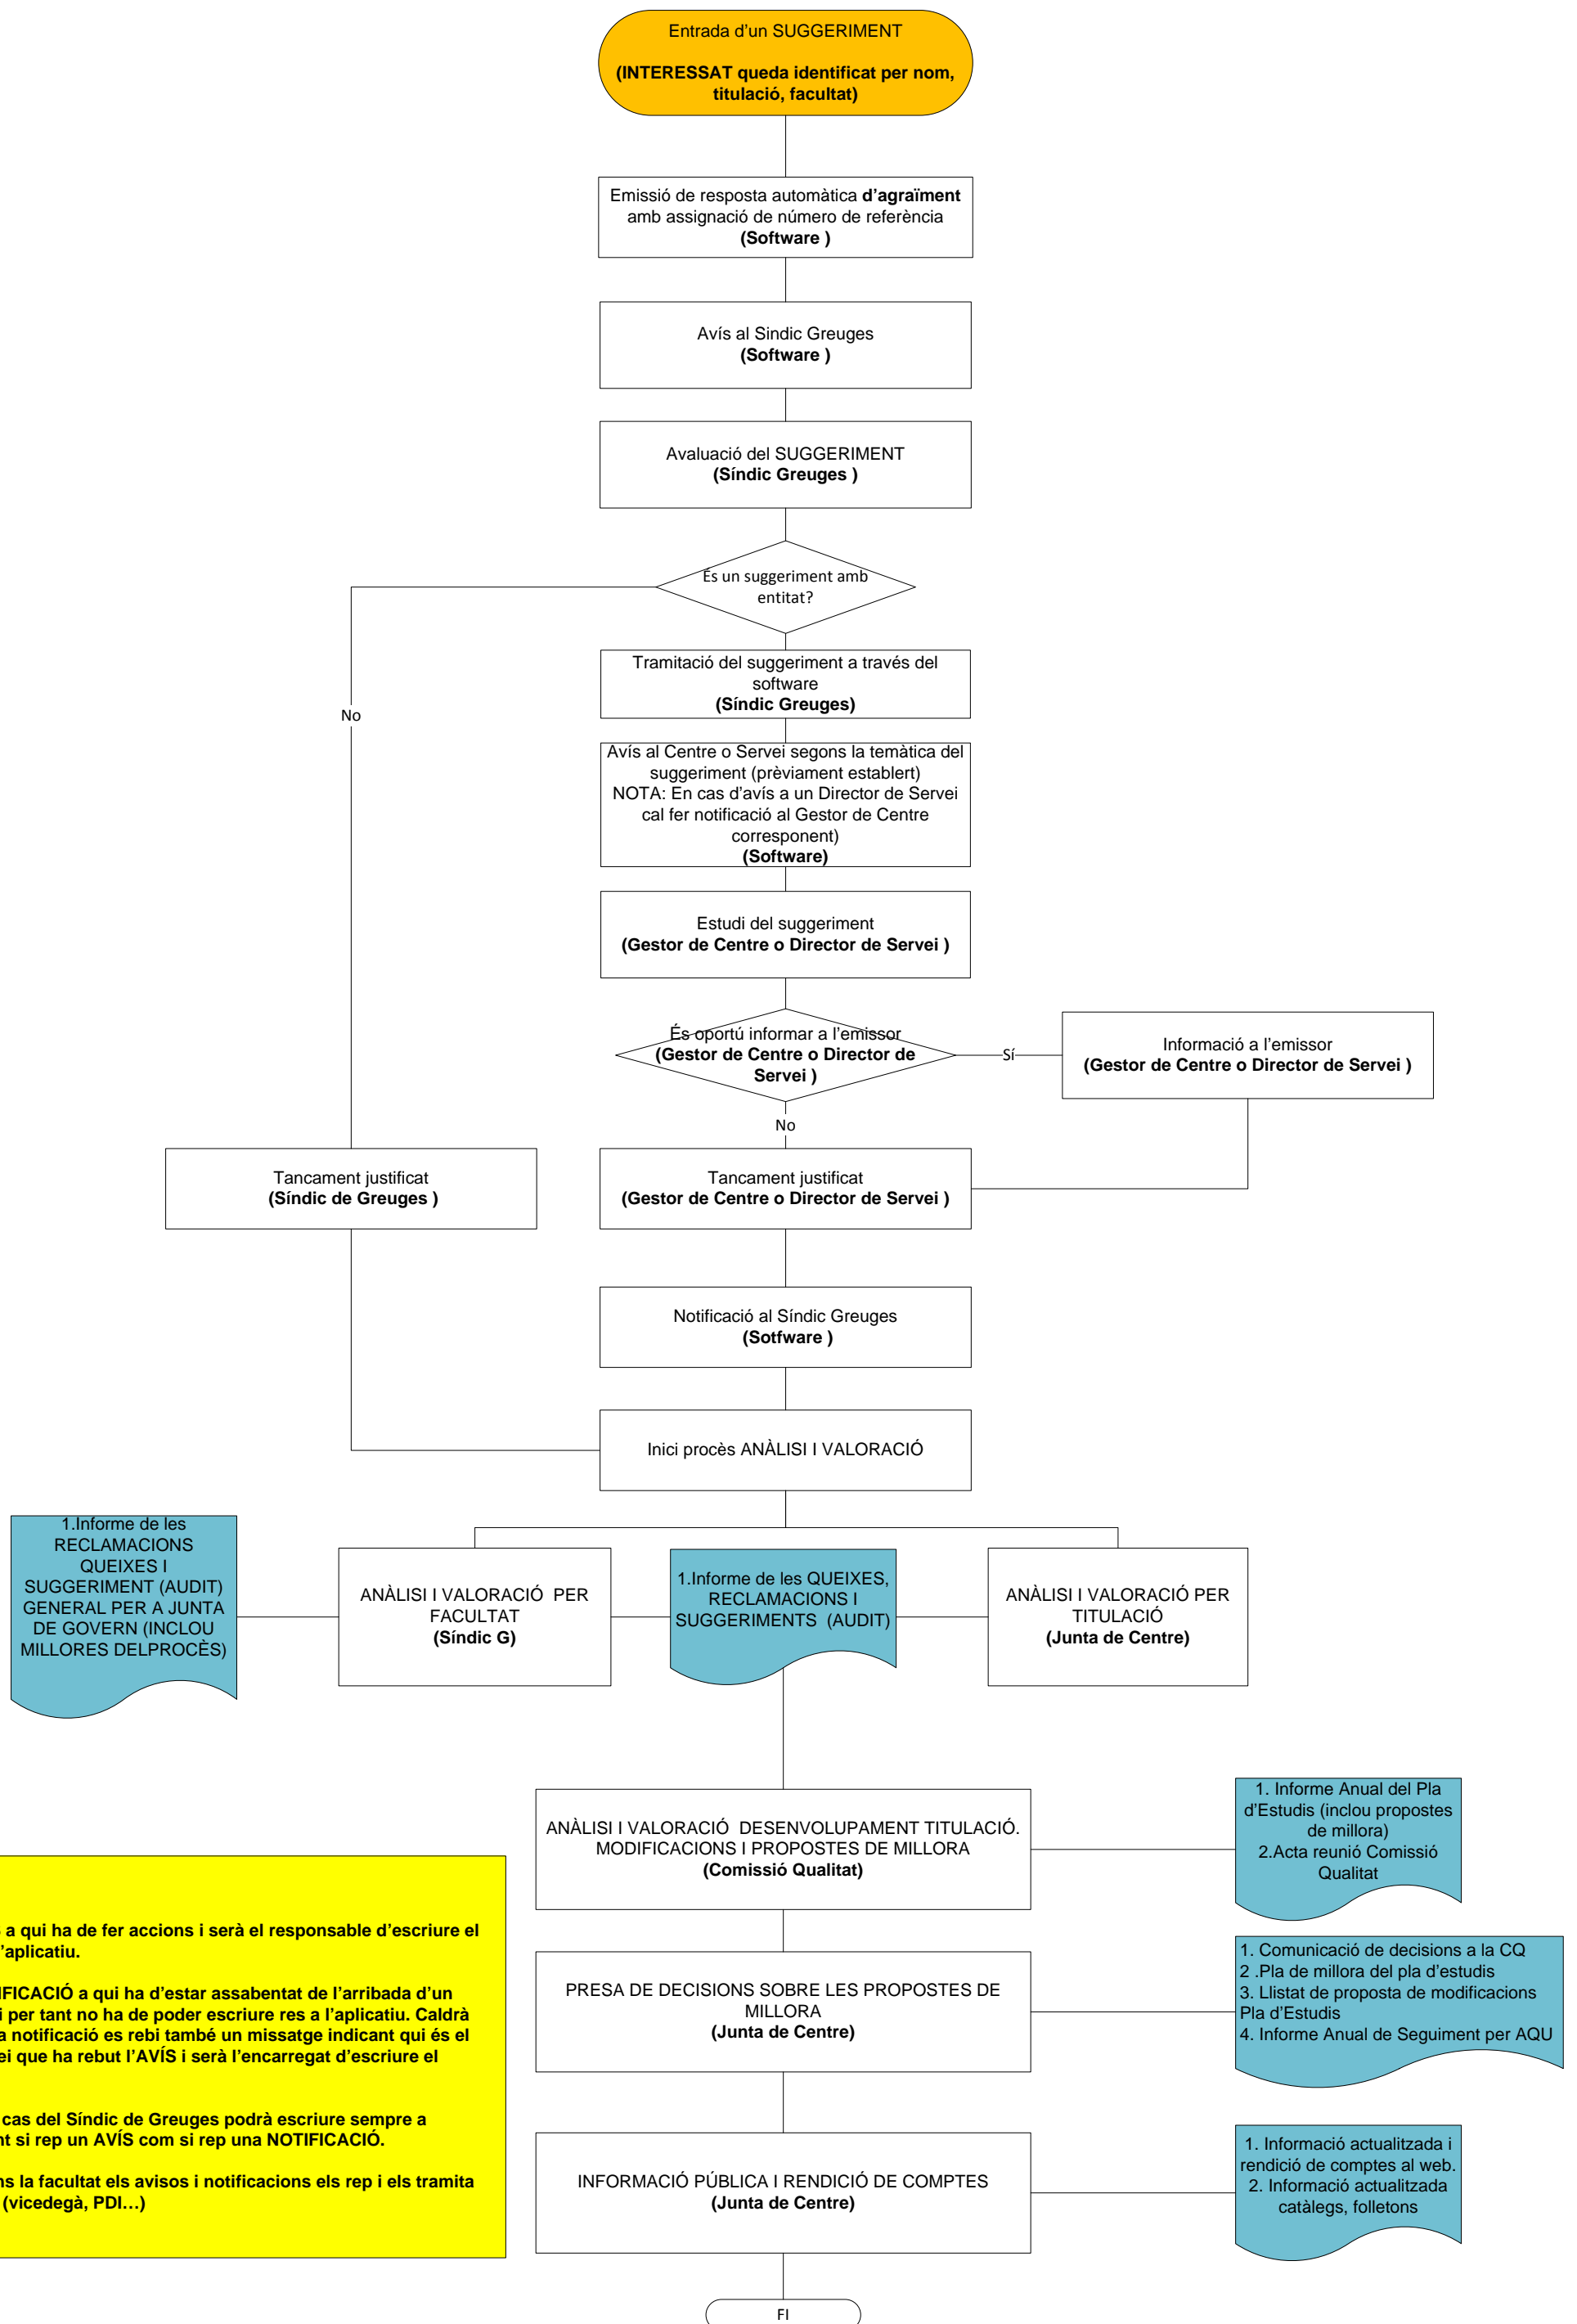 Entrada d'un SUGGERIMENT
(INTERESSAT queda identificat per nom,
titulació, facultat)
Emissió de resposta automàtica d'agraïment
amb assignació de número de referència
(Software )
Avís al Sindic Greuges
(Software )
Avaluació del SUGGERIMENT
(Síndic Greuges )
És un suggeriment amb
entitat?
Tramitació del suggeriment a través del
software
(Síndic Greuges)
No
Avís al Centre o Servei segons la temàtica del
suggeriment (prèviament establert)
NOTA: En cas d'avís a un Director de Servei
cal fer notificació al Gestor de Centre
corresponent)
(Software)
Estudi del suggeriment
(Gestor de Centre o Director de Servei )
És oportú informar a l'emissor
(Gestor de Centre o Director de
Servei )
Sí
Informació a l'emissor
(Gestor de Centre o Director de Servei )
No
Tancament justificat
(Síndic de Greuges )
Tancament justificat
(Gestor de Centre o Director de Servei )
Notificació al Síndic Greuges
(Sotfware )
Inici procès ANÀLISI I VALORACIÓ
1.Informe de les
RECLAMACIONS
QUEIXES I
SUGGERIMENT (AUDIT)
GENERAL PER A JUNTA
DE GOVERN (INCLOU
MILLORES DELPROCÈS)
ANÀLISI I VALORACIÓ  PER
FACULTAT
(Síndic G)
1.Informe de les QUEIXES,
RECLAMACIONS I
SUGGERIMENTS  (AUDIT)
ANÀLISI I VALORACIÓ PER
TITULACIÓ
(Junta de Centre)
ANÀLISI I VALORACIÓ  DESENVOLUPAMENT TITULACIÓ.
MODIFICACIONS I PROPOSTES DE MILLORA
(Comissió Qualitat)
1. Informe Anual del Pla
d'Estudis (inclou propostes
de millora)
2.Acta reunió Comissió
Qualitat
a qui ha de fer accions i serà el responsable d'escriure el
'aplicatiu.
IFICACIÓ a qui ha d'estar assabentat de l'arribada d'un
i per tant no ha de poder escriure res a l'aplicatiu. Caldrà
a notificació es rebi també un missatge indicant qui és el
ei que ha rebut l'AVÍS i serà l'encarregat d'escriure el
cas del Síndic de Greuges podrà escriure sempre a
nt si rep un AVÍS com si rep una NOTIFICACIÓ.
ns la facultat els avisos i notificacions els rep i els tramita
(vicedegà, PDI…)
PRESA DE DECISIONS SOBRE LES PROPOSTES DE
MILLORA
(Junta de Centre)
1. Comunicació de decisions a la CQ
2 .Pla de millora del pla d'estudis
3. Llistat de proposta de modificacions
Pla d'Estudis
4. Informe Anual de Seguiment per AQU
INFORMACIÓ PÚBLICA I RENDICIÓ DE COMPTES
(Junta de Centre)
1. Informació actualitzada i
rendició de comptes al web.
2. Informació actualitzada
catàlegs, folletons
FI